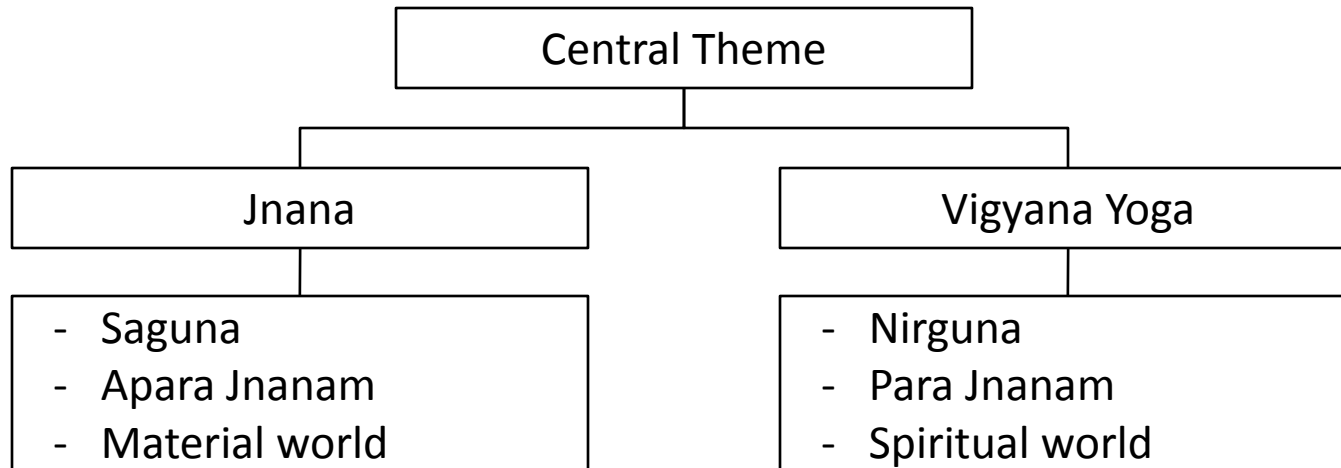 Central Theme
Jnana
Vigyana Yoga
- Saguna
- Apara Jnanam
- Material world
- Nirguna
- Para Jnanam
- Spiritual world